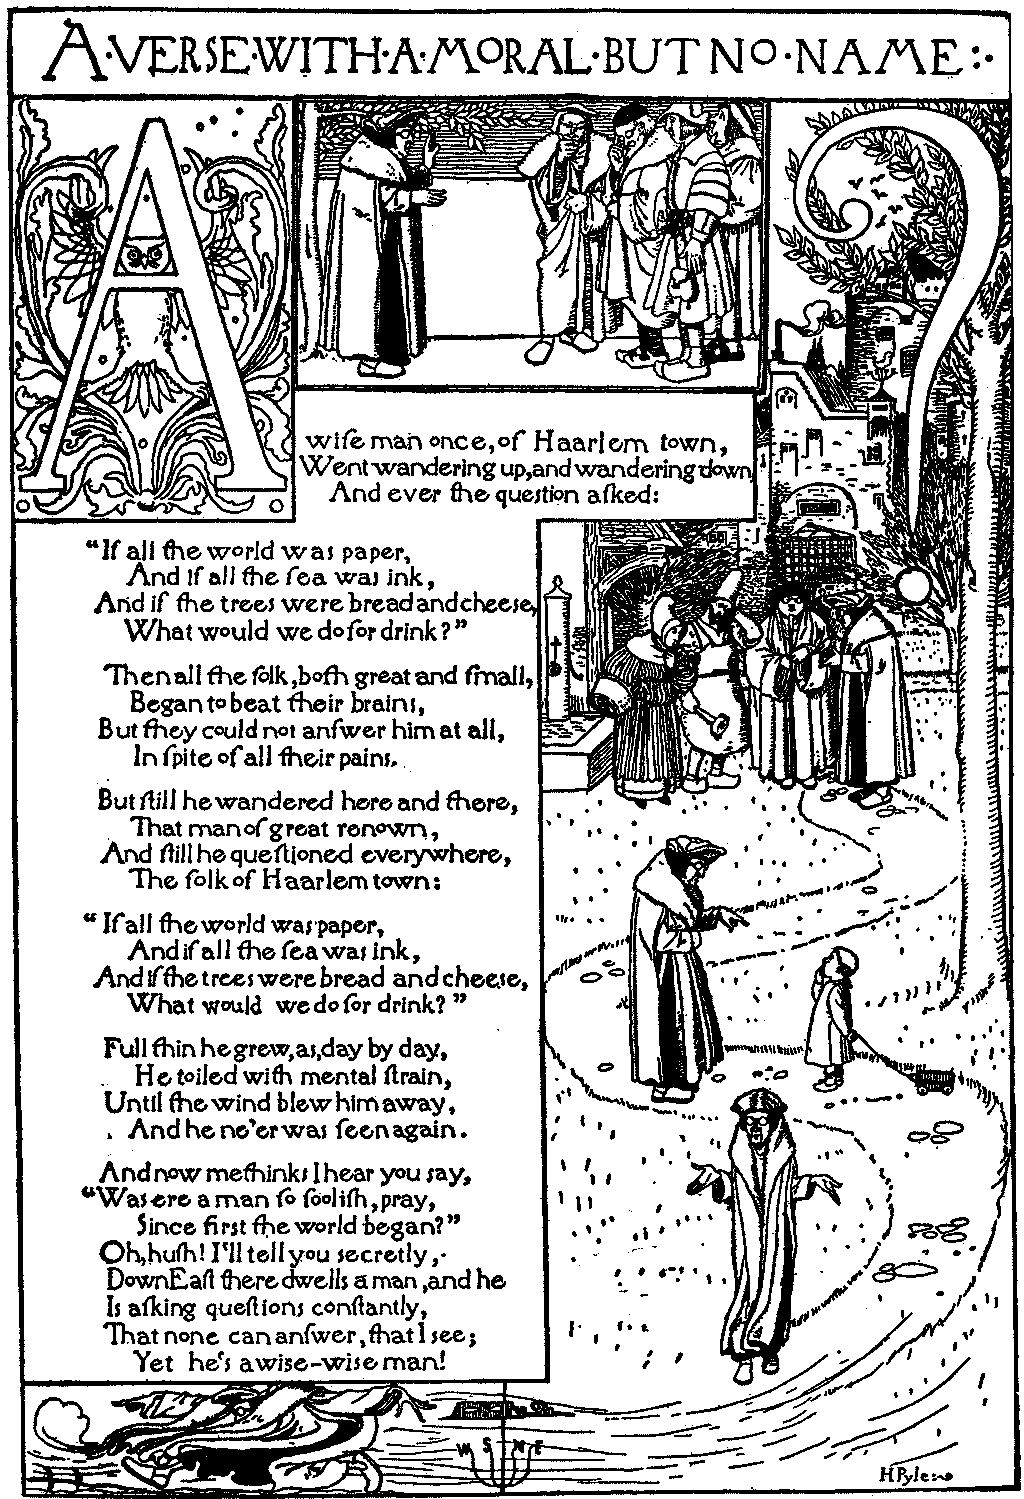 A·VERSE·WITH·A·MORAL·BUT NO·NAME:·
A
wiſe man once, of Haarlem town,
Went wandering up, and wandering down
And ever the queſtion aſked:
“If all the world was paper,
And if all the ſea was ink,
And if the trees were bread and cheese,
What would we do for drink?”
Then all the folk, both great and ſmall,
Began to beat their brains,
But they could not anſwer him at all,
In ſpite of all their pains.
But ſtill he wandered here and there,
That man of great renown,
And ſtill he queſtioned everywhere,
The folk of Haarlem town:
“If all the world was paper,
And if all the ſea was ink,
And if the trees were bread and cheese,
What would we do for drink?”
Full thin he grew, as, day by day,
He toiled with mental ſtrain,
Until the wind blew him away,
And he ne'er was ſeen again.
And now methinks I hear you say,
“Was ere a man ſo fooliſh, pray,
Since first the world began?”
Oh, huſh! I'll tell you secretly,·
Down Eaſt there dwells a man, and he
Is aſking queſtions conſtantly,
That none can anſwer, that I see;
Yet he's a wise-wise man!
W S N E
H Pyle